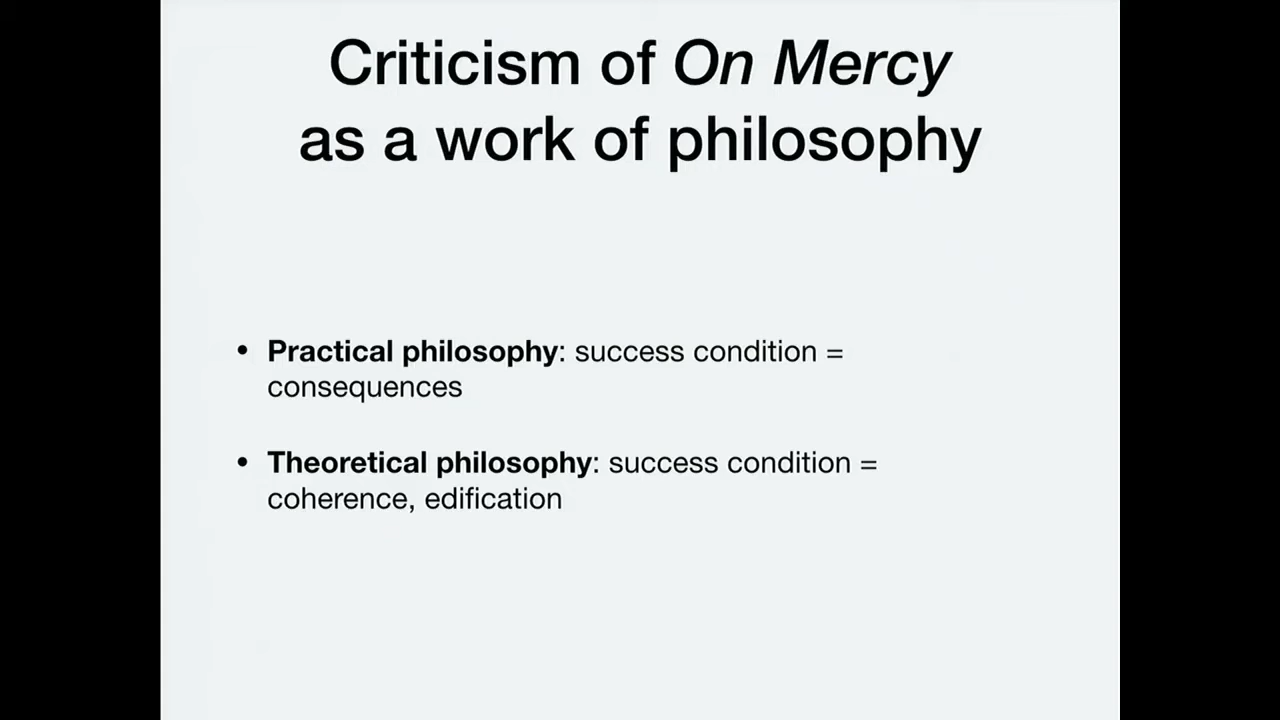 Criticism of On Mercy
as a work of philosophy
• Practical philosophy: success condition =
consequences
• Theoretical philosophy: success condition =
coherence, edification